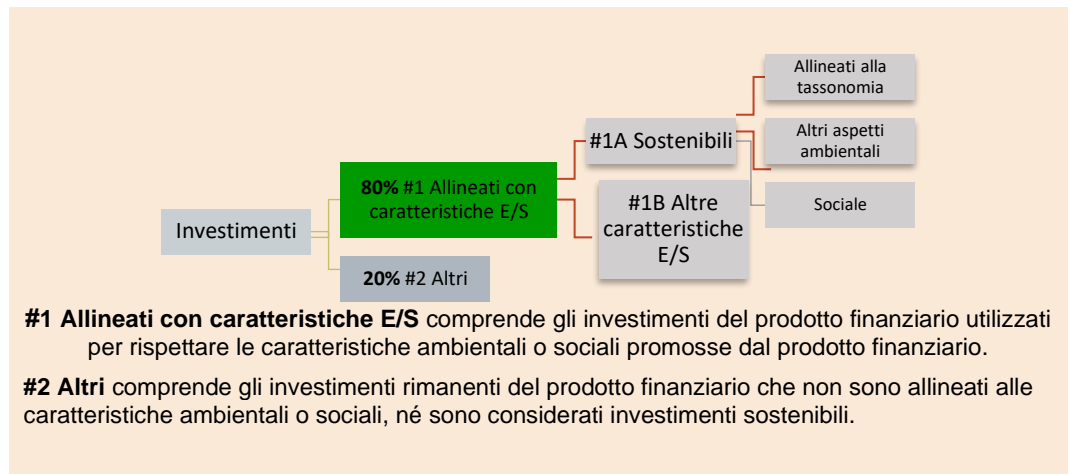 Investimenti
80% #1 Allineati con
caratteristiche E/S
20% #2 Altri
#1A Sostenibili
#1B Altre
caratteristiche
E/S
Allineati alla
tassonomia
Altri aspetti
ambientali
Sociale
#1 Allineati con caratteristiche E/S comprende gli investimenti del prodotto finanziario utilizzati
per rispettare le caratteristiche ambientali o sociali promosse dal prodotto finanziario.
#2 Altri comprende gli investimenti rimanenti del prodotto finanziario che non sono allineati alle
caratteristiche ambientali o sociali, né sono considerati investimenti sostenibili.